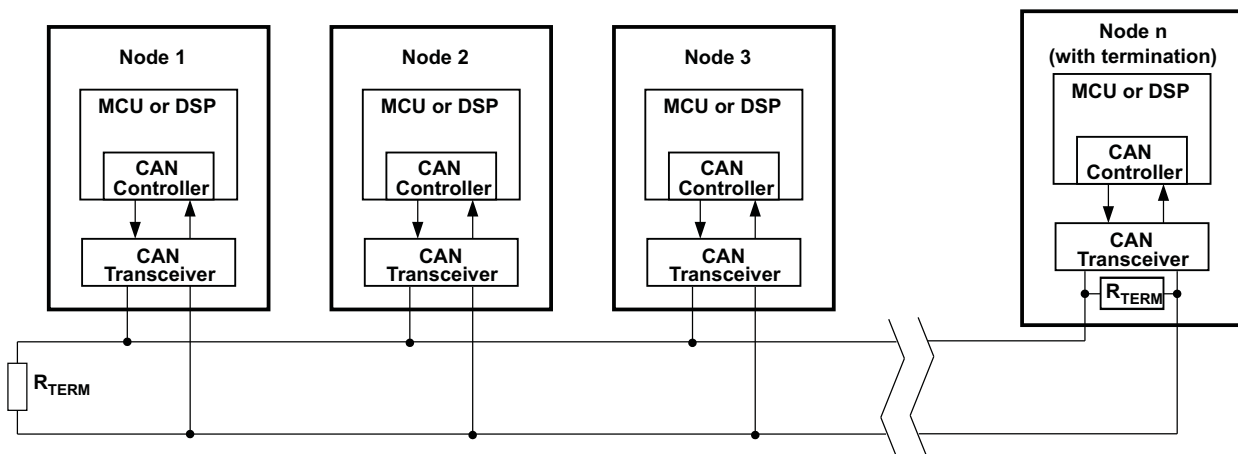 Node 1
MCU or DSP
CAN
Controller
CAN
Transceiver
Node 2
MCU or DSP
CAN
Controller
CAN
Transceiver
Node 3
MCU or DSP
CAN
Controller
CAN
Transceiver
Node n
(with termination)
MCU or DSP
CAN
Controller
CAN
Transceiver
RTERM
RTERM